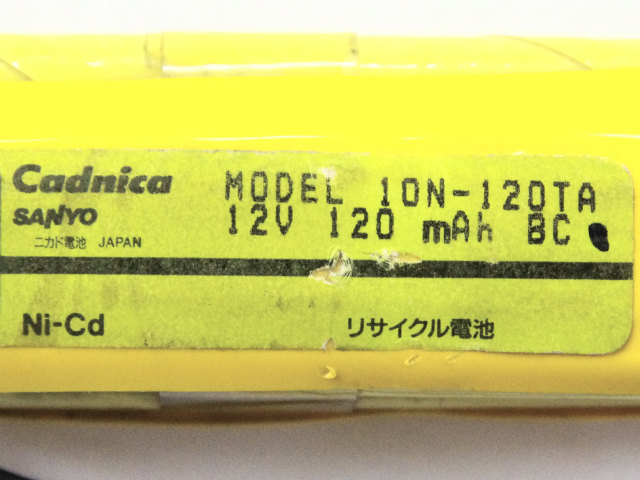 Cadnica
MODEL 10N-120TA
SANYO
12V 120 mAh BC
ニカド電池 JAPAN
Ni-Cd
リサイクル電池